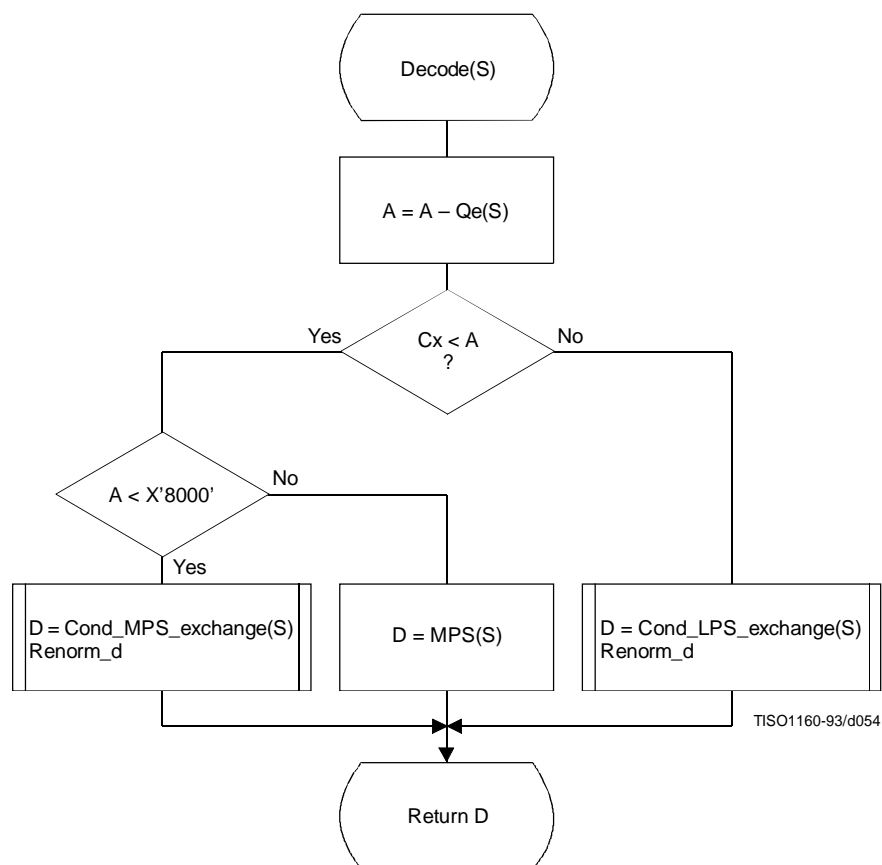 Decode(S)
A = A – Qe(S)
Yes
Cx < A
?
No
A < X’8000’
No
Yes
D = Cond_MPS_exchange(S)
Renorm_d
D = MPS(S)
D = Cond_LPS_exchange(S)
Renorm_d
TISO1160-93/d054
Return D